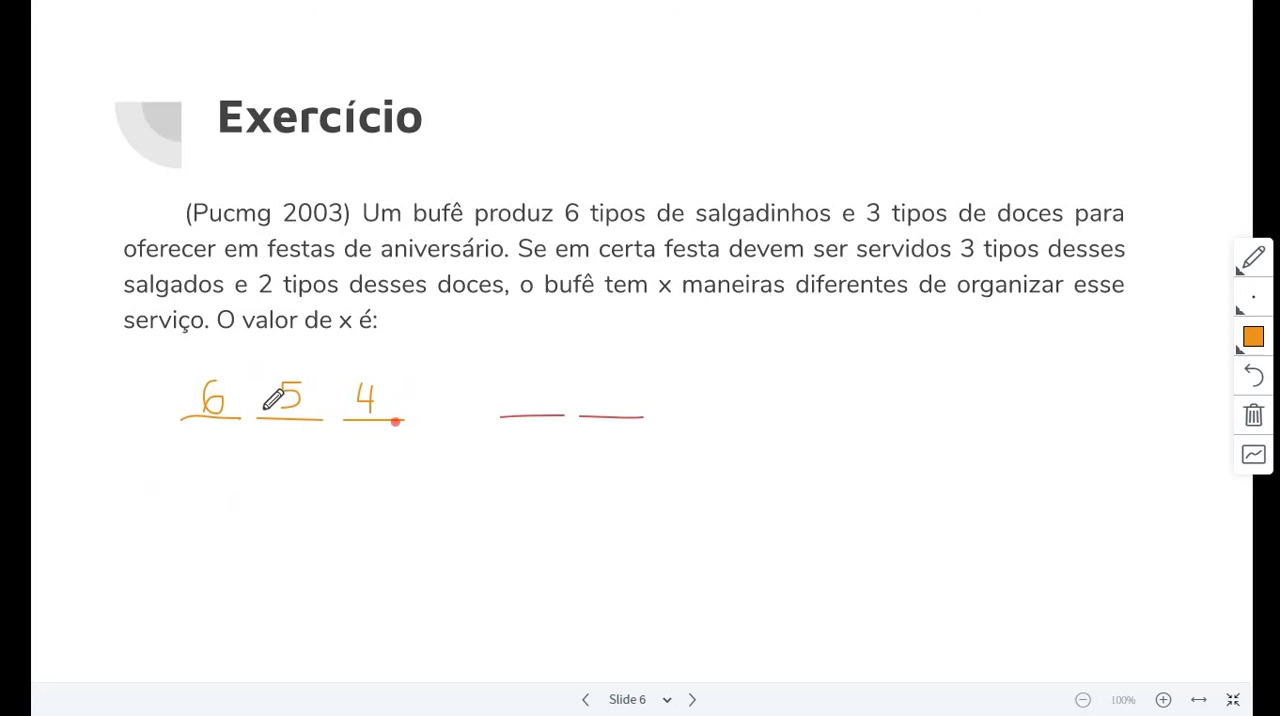 Exercício
(Pucmg 2003) Um bufê produz 6 tipos de salgadinhos e 3 tipos de doces para
oferecer em festas de aniversário. Se em certa festa devem ser servidos 3 tipos desses
salgados e 2 tipos desses doces, o bufê tem x maneiras diferentes de organizar esse
serviço. O valor de x é:
6 5 4
Slide 6
100%